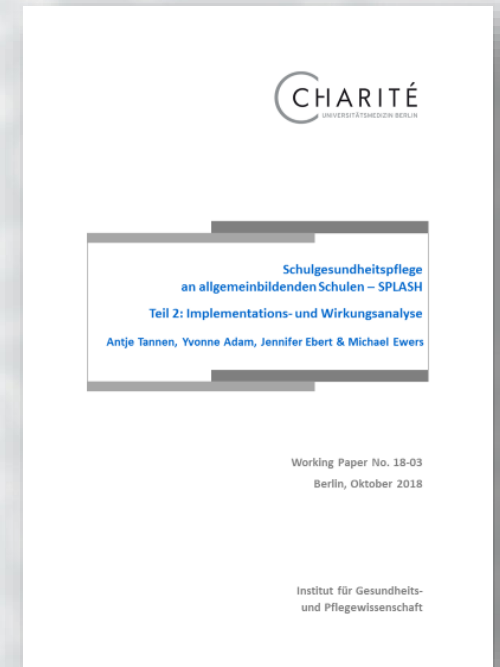 CHARITÉ
UNIVERSITÄTSMEDIZIN BERLIN
Schulgesundheitspflege
an allgemeinbildenden Schulen – SPLASH
Teil 2: Implementations- und Wirkungsanalyse
Antje Tannen, Yvonne Adam, Jennifer Ebert & Michael Ewers
Working Paper No. 18-03
Berlin, Oktober 2018
Institut für Gesundheits-
und Pflegewissenschaft